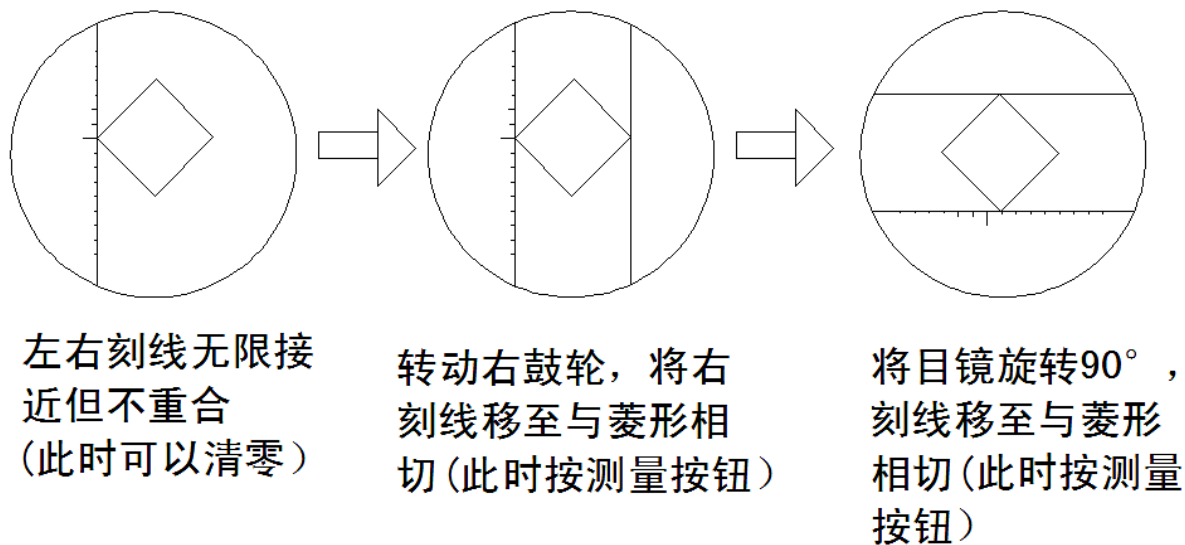 左右刻线无限接
近但不重合
(此时可以清零）
转动右鼓轮，将右
刻线移至与菱形相
切(此时按测量按钮）
将目镜旋转90°，
刻线移至与菱形
相切(此时按测量
按钮）